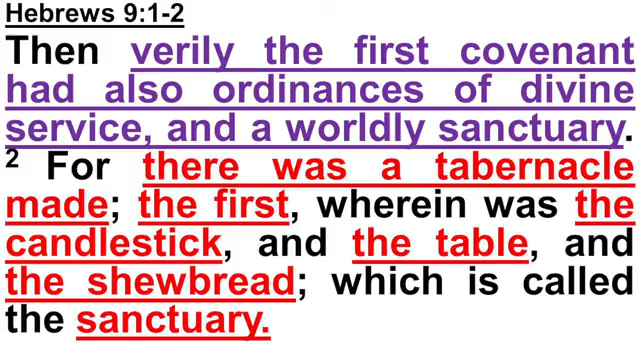 Hebrews 9:1-2
Then verily the first covenant
had also ordinances of divine
service, and a worldly sanctuary.
2 For there was a tabernacle
made; the first, wherein was the
candlestick, and the table, and
the shewbread; which is called
the sanctuary.